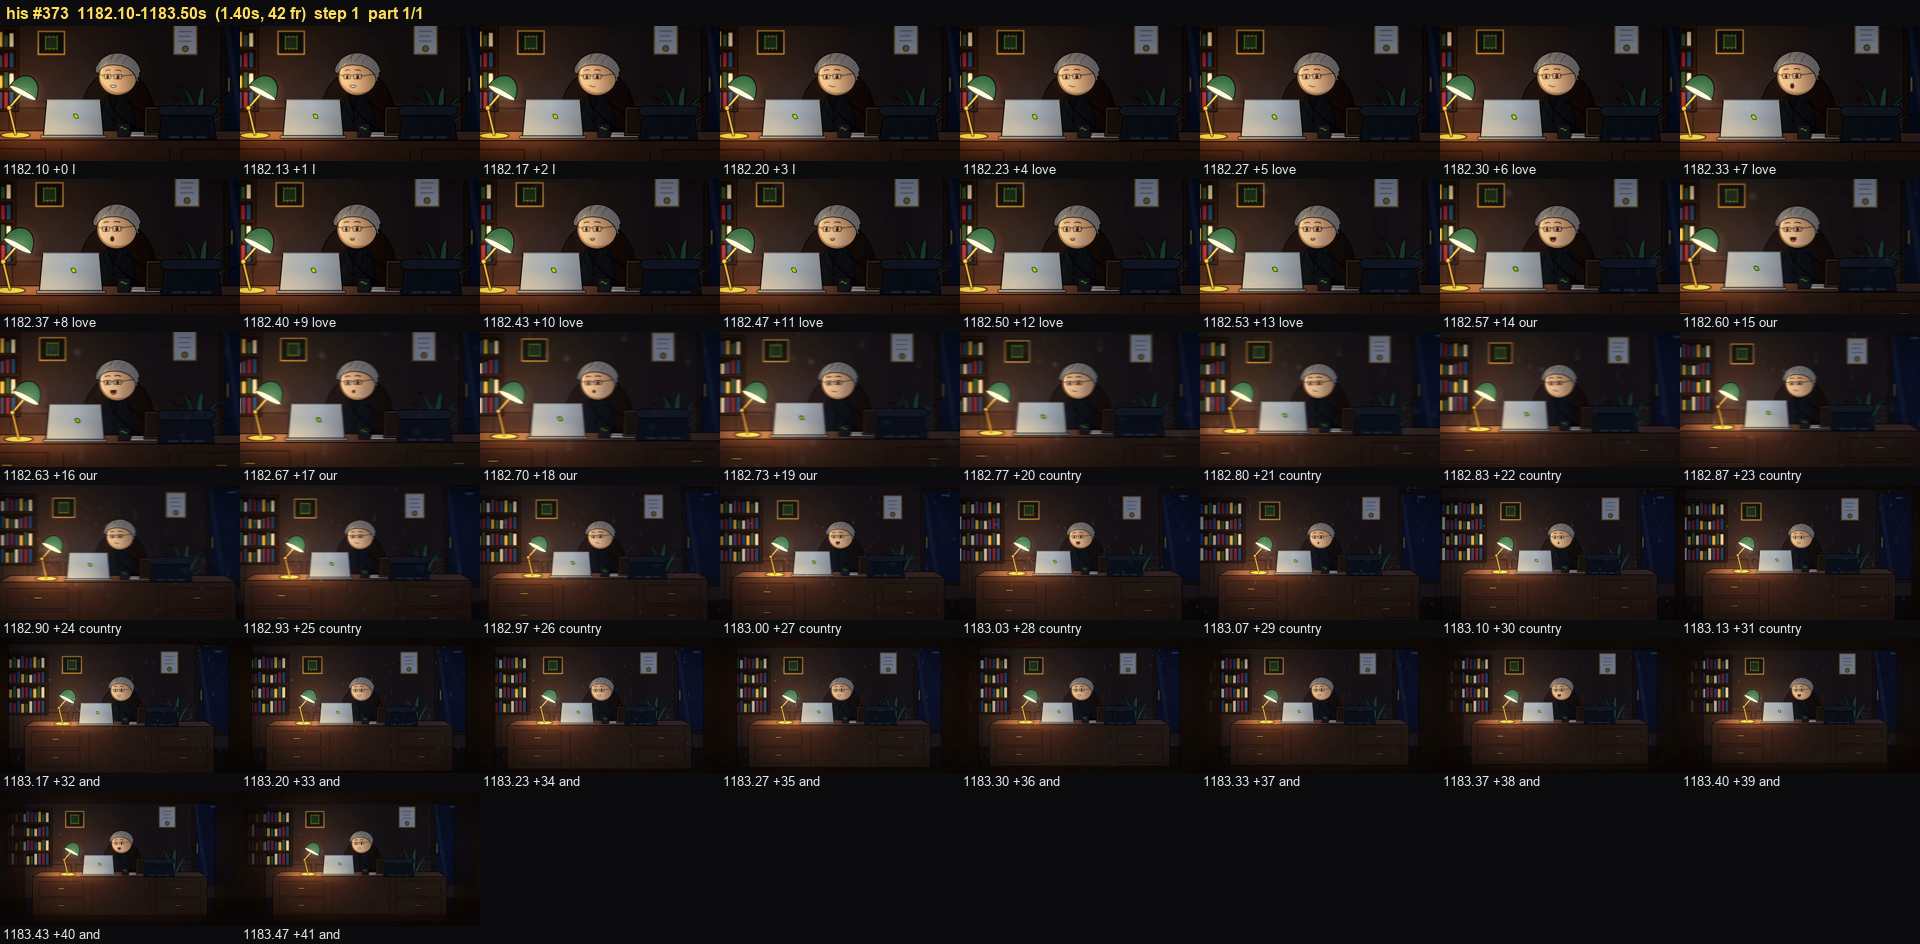 his #373 1182.10-1183.50s (1.40s, 42 fr) step 1 part 1/1
1182.10 +0 I
1182.13 +1 I
1182.17 +2 I
1182.20 +3 I
1182.23 +4 love
1182.27 +5 love
1182.30 +6 love
1182.33 +7 love
1182.37 +8 love
1182.40 +9 love
1182.43 +10 love
1182.47 +11 love
1182.50 +12 love
1182.53 +13 love
1182.57 +14 our
1182.60 +15 our
1182.63 +16 our
1182.67 +17 our
1182.70 +18 our
1182.73 +19 our
1182.77 +20 country
1182.80 +21 country
1182.83 +22 country
1182.87 +23 country
1182.90 +24 country
1182.93 +25 country
1182.97 +26 country
1183.00 +27 country
1183.03 +28 country
1183.07 +29 country
1183.10 +30 country
1183.13 +31 country
1183.17 +32 and
1183.20 +33 and
1183.23 +34 and
1183.27 +35 and
1183.30 +36 and
1183.33 +37 and
1183.37 +38 and
1183.40 +39 and
1183.43 +40 and
1183.47 +41 and